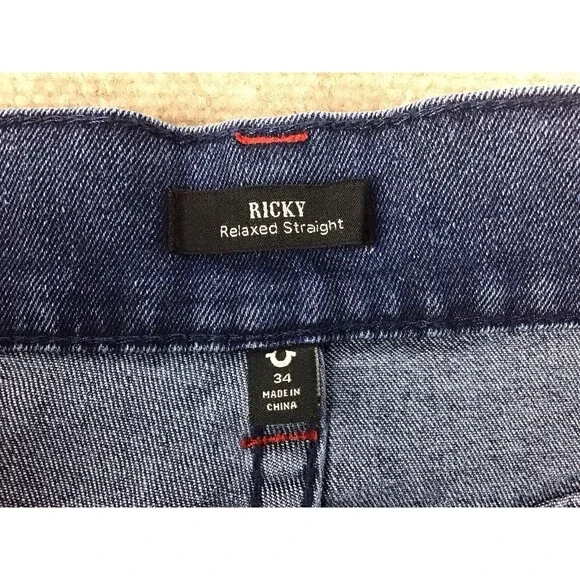 RICKY
Relaxed Straight
34
MADE IN
CHINA